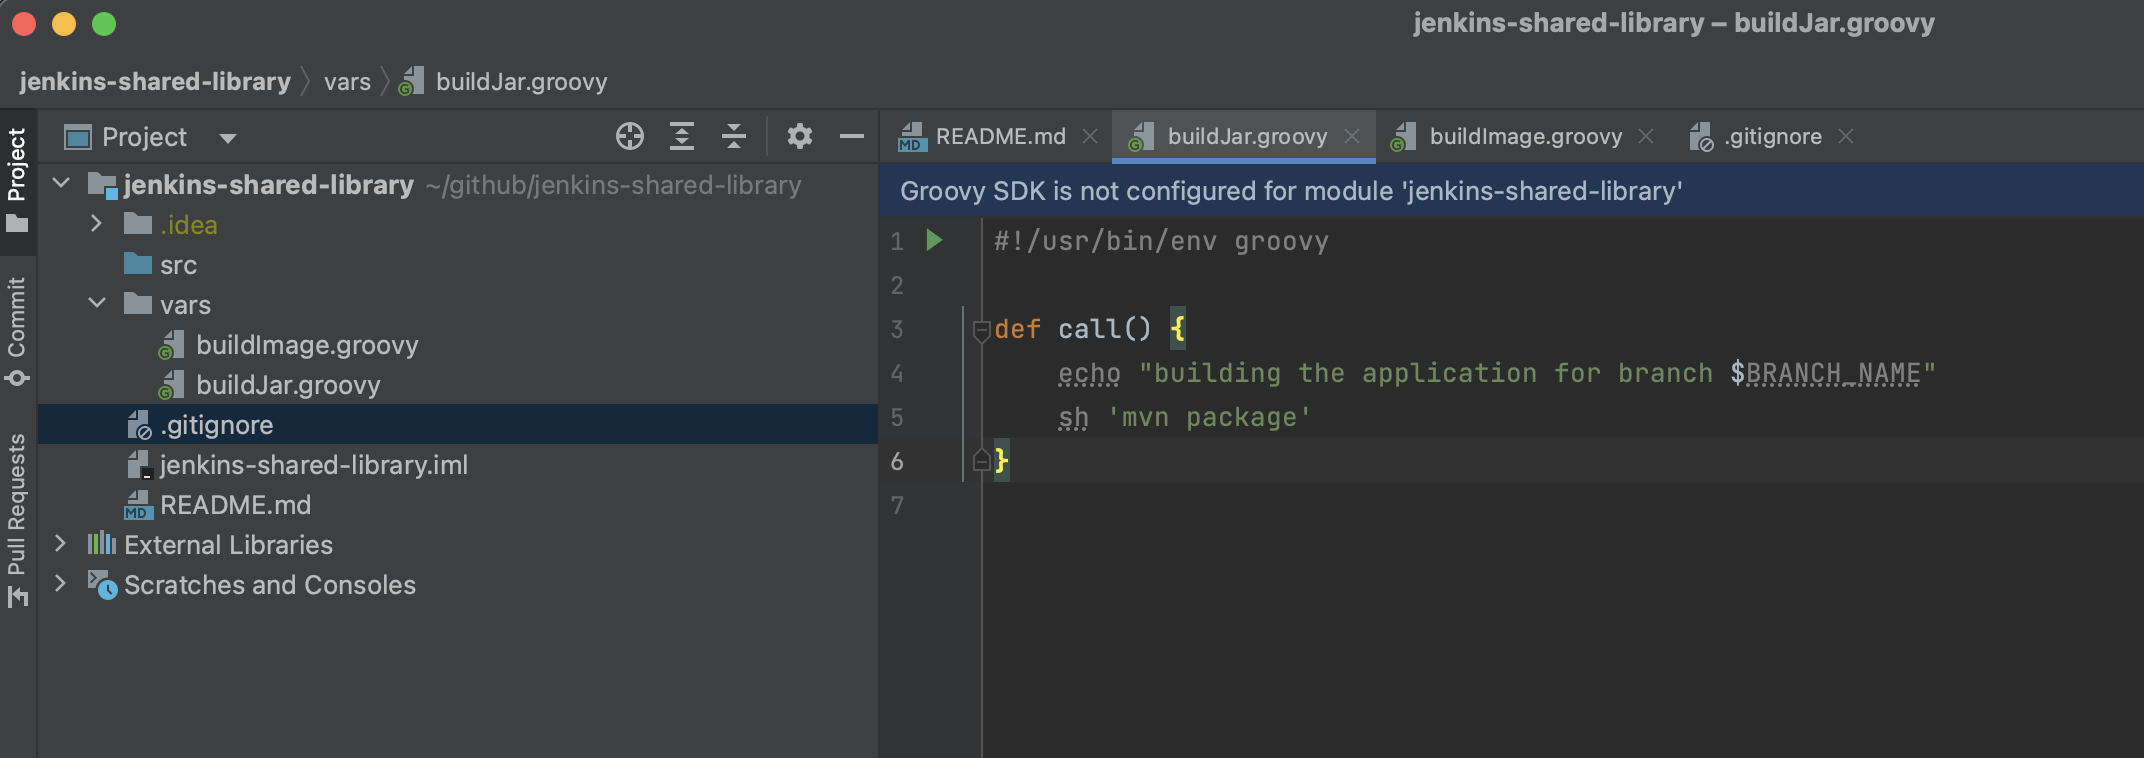 jenkins-shared-library – buildJar.groovy
jenkins-shared-library vars buildJar.groovy
Project
Commit
Pull Requests
Project
jenkins-shared-library ~/github/jenkins-shared-library
.idea
src
vars
buildImage.groovy
buildJar.groovy
.gitignore
jenkins-shared-library.iml
MD README.md
External Libraries
Scratches and Consoles
MD README.md buildJar.groovy buildImage.groovy .gitignore
Groovy SDK is not configured for module 'jenkins-shared-library'
1 #!/usr/bin/env groovy
2
3 def call() {
4 echo "building the application for branch $BRANCH_NAME"
5 sh 'mvn package'
6 }
7